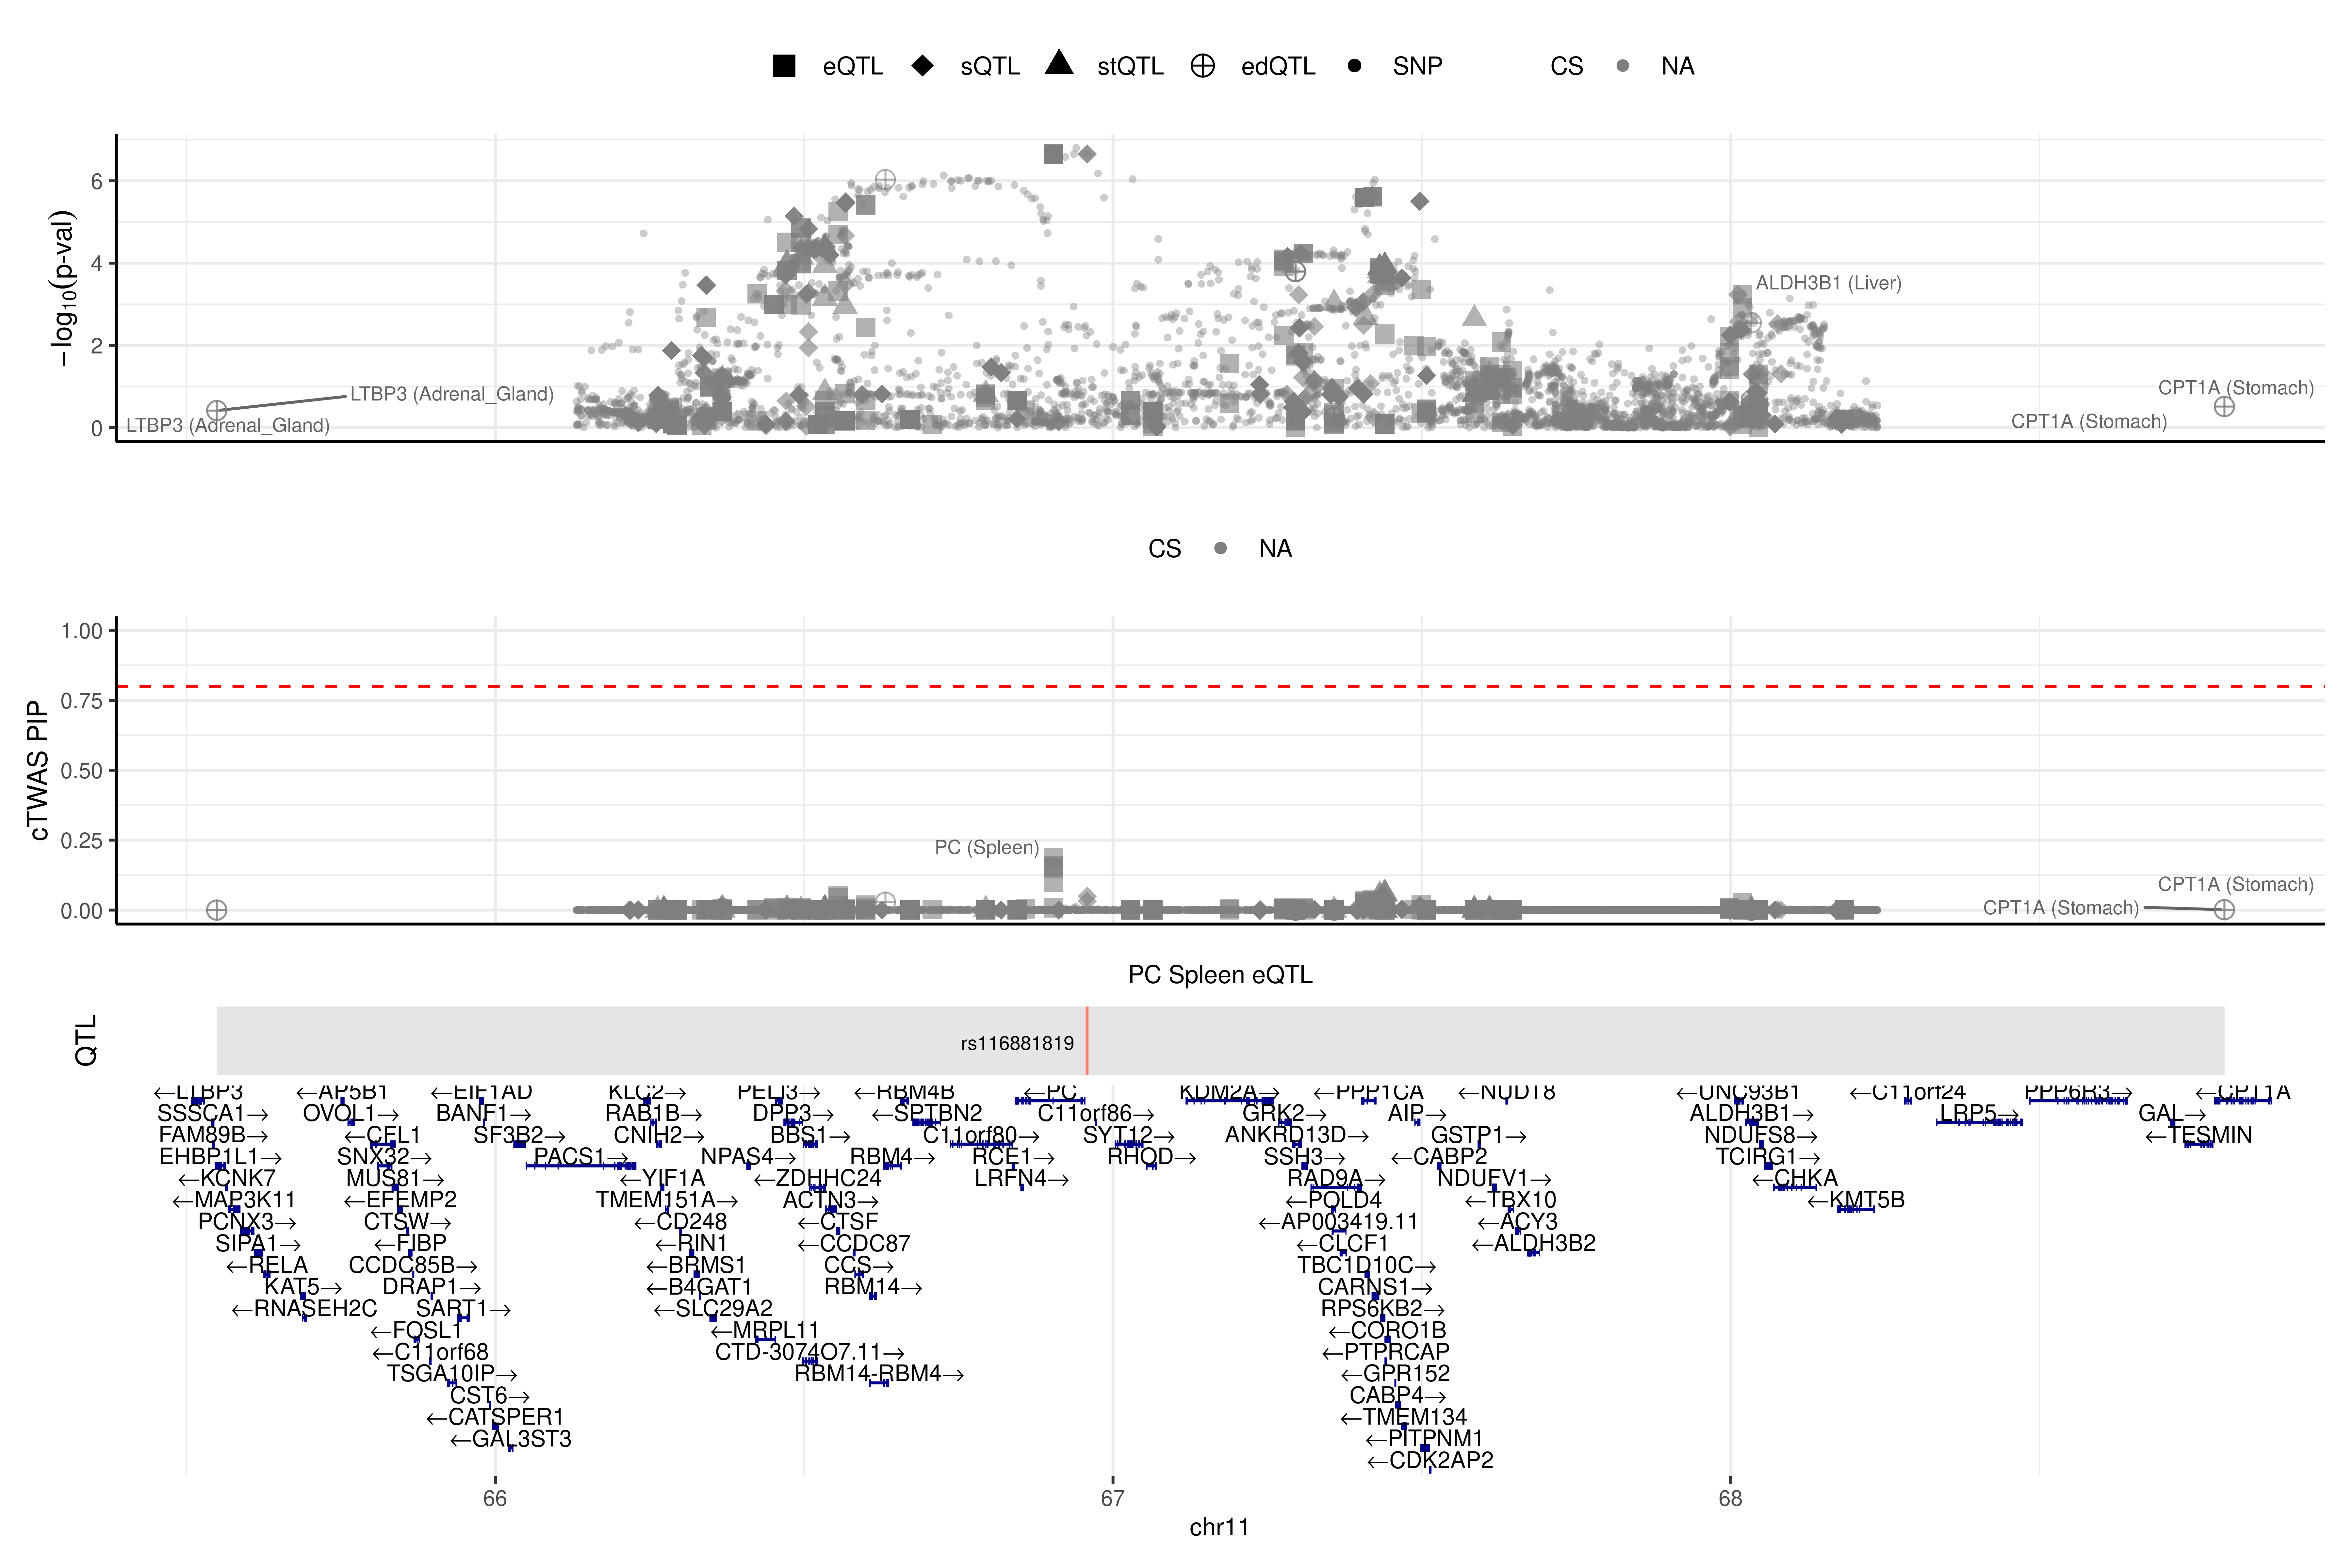 eQTL sQTL stQTL edQTL SNP CS NA
−log10(p-val)
6
4
2
0
ALDH3B1 (Liver)
LTBP3 (Adrenal_Gland)
LTBP3 (Adrenal_Gland)
CPT1A (Stomach)
CPT1A (Stomach)
CS NA
cTWAS PIP
1.00
0.75
0.50
0.25
0.00
PC (Spleen)
CPT1A (Stomach)
CPT1A (Stomach)
PC Spleen eQTL
QTL
rs116881819
←LTBP3 ←AP5B1 ←EIF1AD KLC2→ PELI3→ ←RBM4B ←PC KDM2A→ ←PPP1CA ←NUDT8 ←UNC93B1 ←C11orf24 PPP6R3→ ←CPT1A
SSSCA1→ OVOL1→ BANF1→ RAB1B→ DPP3→ ←SPTBN2 C11orf86→ GRK2→ AIP→ ALDH3B1→ LRP5→ GAL→
FAM89B→ ←CFL1 SF3B2→ CNIH2→ BBS1→ C11orf80→ SYT12→ ANKRD13D→ GSTP1→ NDUFS8→ ←TESMIN
EHBP1L1→ SNX32→ PACS1→ NPAS4→ RBM4→ RCE1→ RHOD→ SSH3→ ←CABP2 TCIRG1→
←KCNK7 MUS81→ ←YIF1A ←ZDHHC24 LRFN4→ RAD9A→ NDUFV1→ ←CHKA
←MAP3K11 ←EFEMP2 TMEM151A→ ACTN3→ ←POLD4 ←TBX10 ←KMT5B
PCNX3→ CTSW→ ←CD248 ←CTSF ←AP003419.11 ←ACY3
SIPA1→ ←FIBP ←RIN1 ←CCDC87 ←CLCF1 ←ALDH3B2
←RELA CCDC85B→ ←BRMS1 CCS→ TBC1D10C→
KAT5→ DRAP1→ ←B4GAT1 RBM14→ CARNS1→
←RNASEH2C SART1→ ←SLC29A2 RPS6KB2→
←FOSL1 ←MRPL11 ←CORO1B
←C11orf68 CTD-3074O7.11→ ←PTPRCAP
TSGA10IP→ RBM14-RBM4→ ←GPR152
CST6→ CABP4→
←CATSPER1 ←TMEM134
←GAL3ST3 ←PITPNM1
←CDK2AP2
66 67 68
chr11